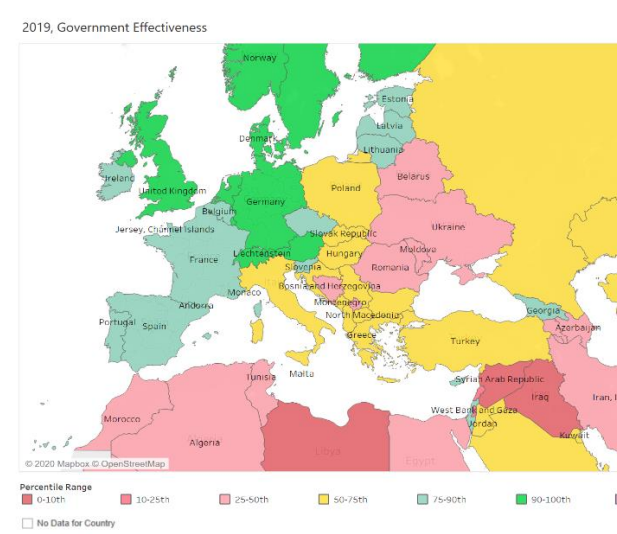 2019, Government Effectiveness
Norway
Estonia
Latvia
Denmark
Lithuania
Ireland
United Kingdom
Belarus
Poland
Belgium
Germany
Jersey, Channel Islands
Slovak Republic
Ukraine
France
Liechtenstein
Hungary
Moldova
Slovenia
Romania
Monaco
Bosnia and Herzegovina
Andorra
Montenegro
Portugal
Spain
North Macedonia
Georgia
Greece
Azerbaijan
Turkey
Tunisia
Malta
Syrian Arab Republic
Iraq
Iran, I
Morocco
West Bank and Gaza
Jordan
Algeria
Kuwait
Libya
Egypt
© 2020 Mapbox © OpenStreetMap
Percentile Range
0-10th 10-25th 25-50th 50-75th 75-90th 90-100th
No Data for Country